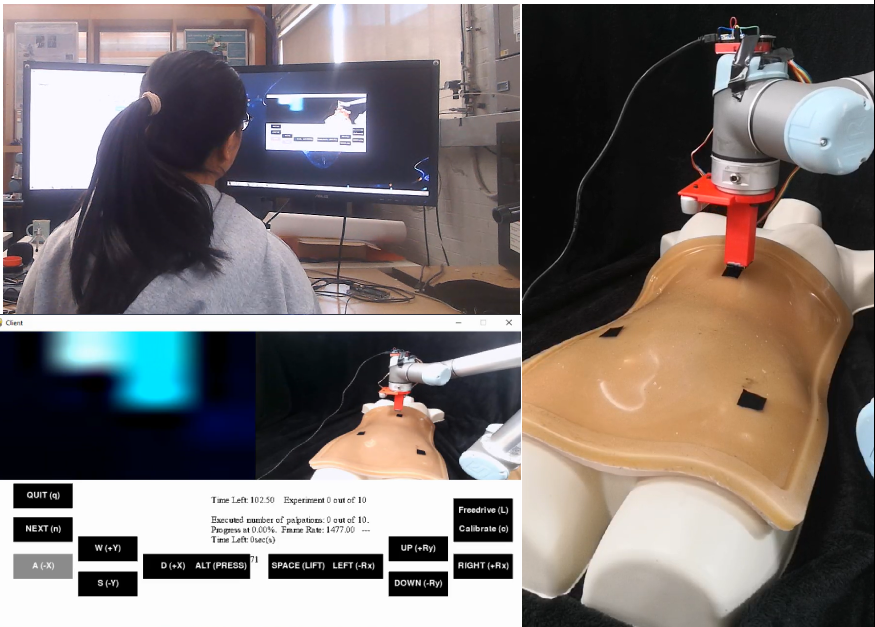 Client
QUIT (q)
NEXT (n)
A (-X)
W (+Y)
S (-Y)
D (+X)
ALT (PRESS)
Time Left: 102.50 Experiment 0 out of 10
Executed number of palpations: 0 out of 10.
Progress at 0.00%. Frame Rate: 1477.00 ---
Time Left: 0sec(s)
71
SPACE (LIFT)
LEFT (-Rx)
UP (+Ry)
DOWN (-Ry)
Freedrive (L)
Calibrate (c)
RIGHT (+Rx)